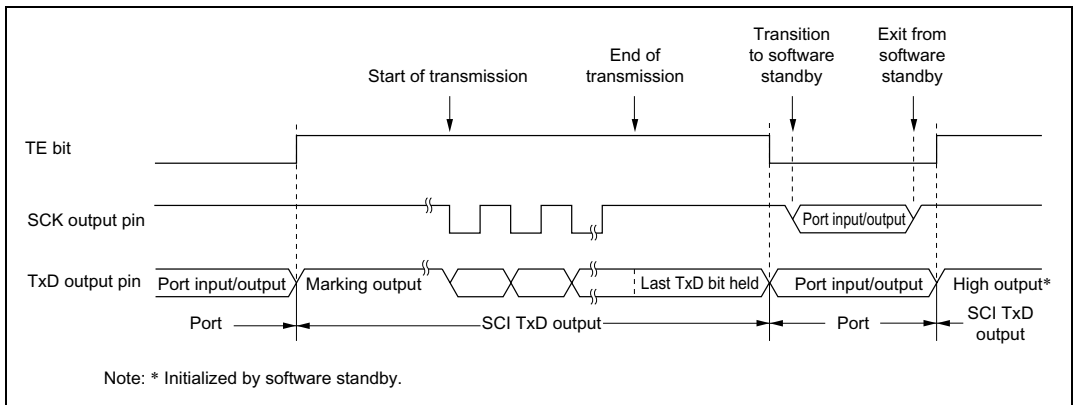 Transition
to software
standby
Exit from
software
standby
End of
transmission
Start of transmission
TE bit
SCK output pin
Port input/output
TxD output pin
Port input/output
Marking output
Last TxD bit held
Port input/output
High output*
Port
SCI TxD output
Port
SCI TxD
output
Note: * Initialized by software standby.